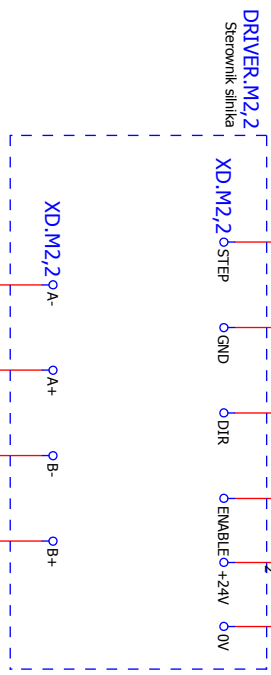 DRIVER.M2,2
Sterownik silnika
XD.M2,2
STEP
GND
DIR
ENABLE
+24V
0V
XD.M2,2
A-
A+
B-
B+